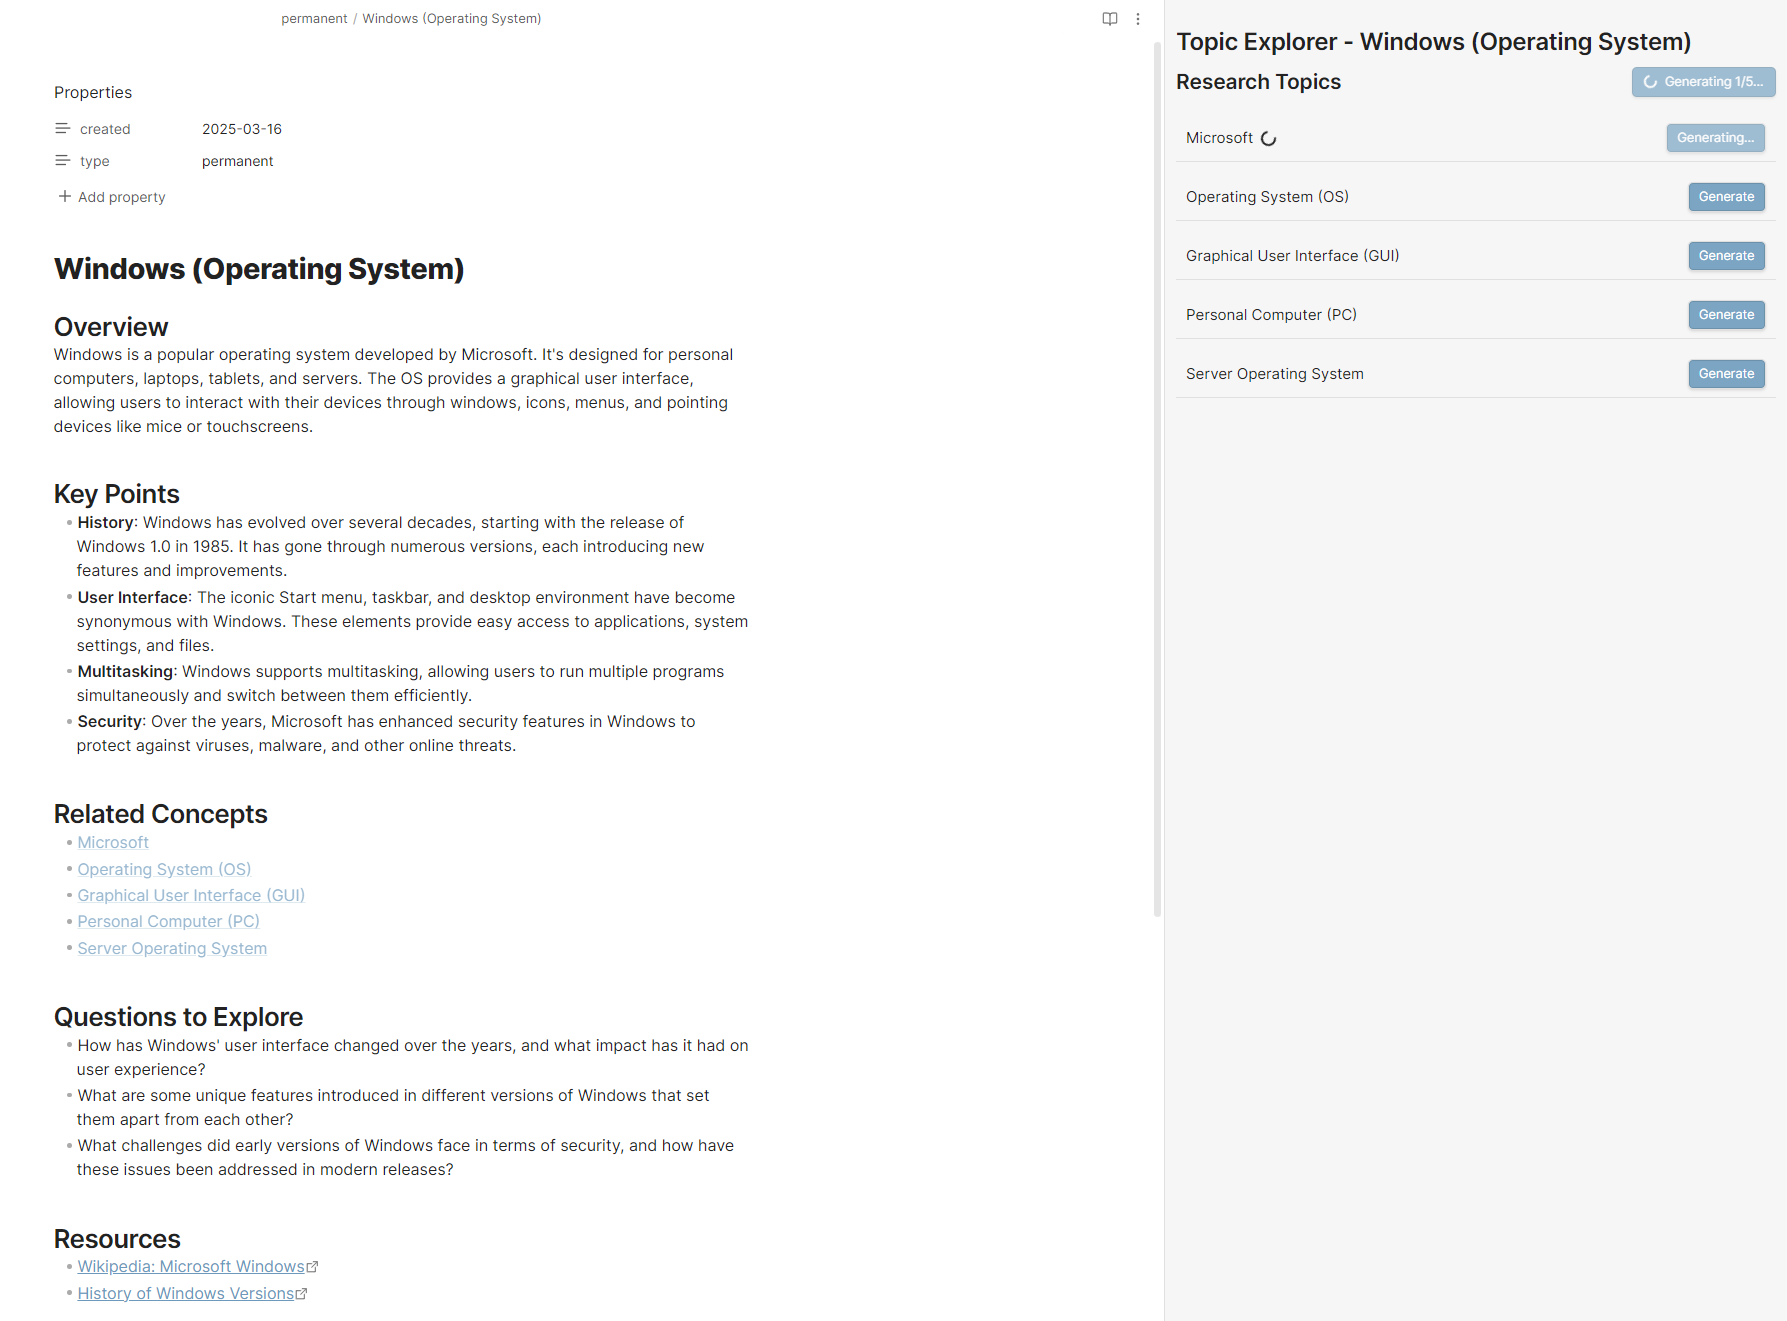 permanent / Windows (Operating System)
Properties
created 2025-03-16
type permanent
Add property
Windows (Operating System)
Overview
Windows is a popular operating system developed by Microsoft. It's designed for personal
computers, laptops, tablets, and servers. The OS provides a graphical user interface,
allowing users to interact with their devices through windows, icons, menus, and pointing
devices like mice or touchscreens.
Key Points
• History: Windows has evolved over several decades, starting with the release of
Windows 1.0 in 1985. It has gone through numerous versions, each introducing new
features and improvements.
• User Interface: The iconic Start menu, taskbar, and desktop environment have become
synonymous with Windows. These elements provide easy access to applications, system
settings, and files.
• Multitasking: Windows supports multitasking, allowing users to run multiple programs
simultaneously and switch between them efficiently.
• Security: Over the years, Microsoft has enhanced security features in Windows to
protect against viruses, malware, and other online threats.
Related Concepts
• Microsoft
• Operating System (OS)
• Graphical User Interface (GUI)
• Personal Computer (PC)
• Server Operating System
Questions to Explore
• How has Windows' user interface changed over the years, and what impact has it had on
user experience?
• What are some unique features introduced in different versions of Windows that set
them apart from each other?
• What challenges did early versions of Windows face in terms of security, and how have
these issues been addressed in modern releases?
Resources
• Wikipedia: Microsoft Windows
• History of Windows Versions
Topic Explorer - Windows (Operating System)
Research Topics Generating 1/5...
Microsoft Generating...
Operating System (OS) Generate
Graphical User Interface (GUI) Generate
Personal Computer (PC) Generate
Server Operating System Generate